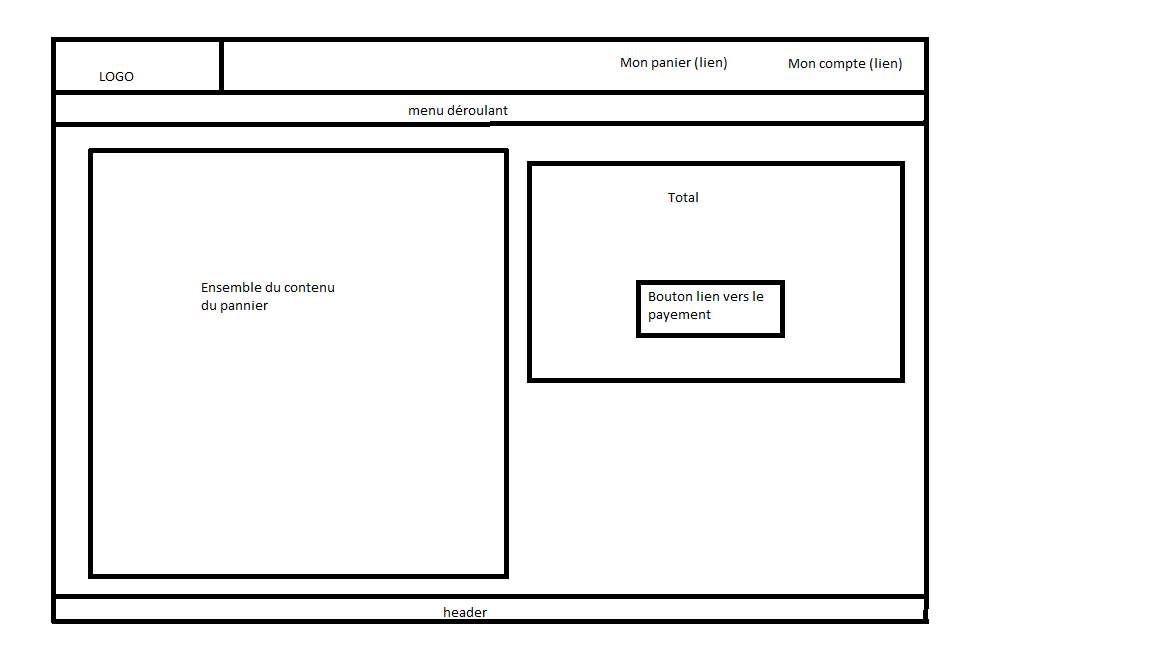 LOGO
Mon panier (lien)
Mon compte (lien)
menu déroulant
Ensemble du contenu
du pannier
Total
Bouton lien vers le
payement
header